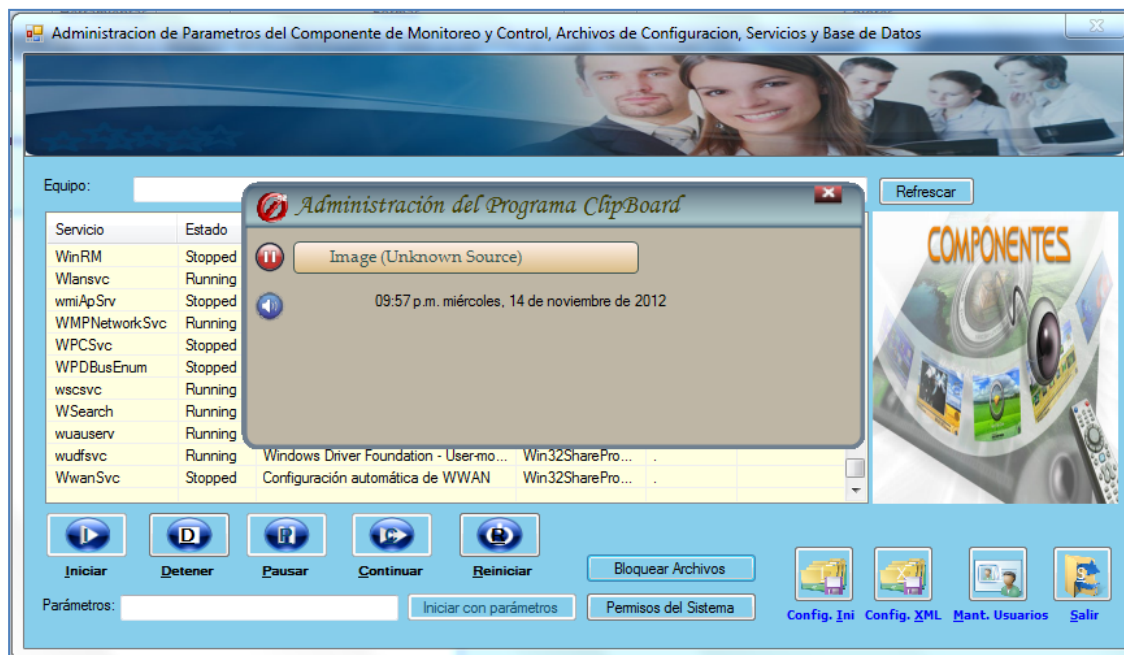 Administracion de Parametros del Componente de Monitoreo y Control, Archivos de Configuracion, Servicios y Base de Datos
Equipo:
Refrescar
Administración del Programa ClipBoard
Image (Unknown Source)
09:57 p.m. miércoles, 14 de noviembre de 2012
Servicio Estado
WinRM Stopped
Wlansvc Running
wmiApSrv Stopped
WMPNetworkSvc Running
WPCSvc Stopped
WPDBusEnum Stopped
wscsvc Running
WSearch Running
wuauserv Running
wudfsvc Running Windows Driver Foundation - User-mo... Win32SharePro... .
WwanSvc Stopped Configuración automática de WWAN Win32SharePro... .
COMPONENTES
D P C R
Iniciar Detener Pausar Continuar Reiniciar
Bloquear Archivos
Parámetros:
Iniciar con parámetros
Permisos del Sistema
Config. Ini Config. XML Mant. Usuarios Salir